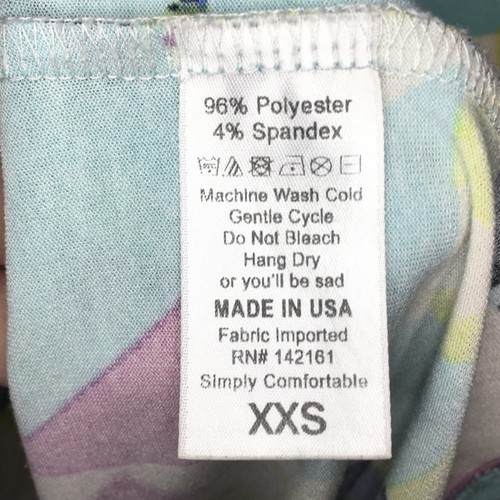 96% Polyester
4% Spandex
Machine Wash Cold
Gentle Cycle
Do Not Bleach
Hang Dry
or you'll be sad
MADE IN USA
Fabric Imported
RN# 142161
Simply Comfortable
XXS